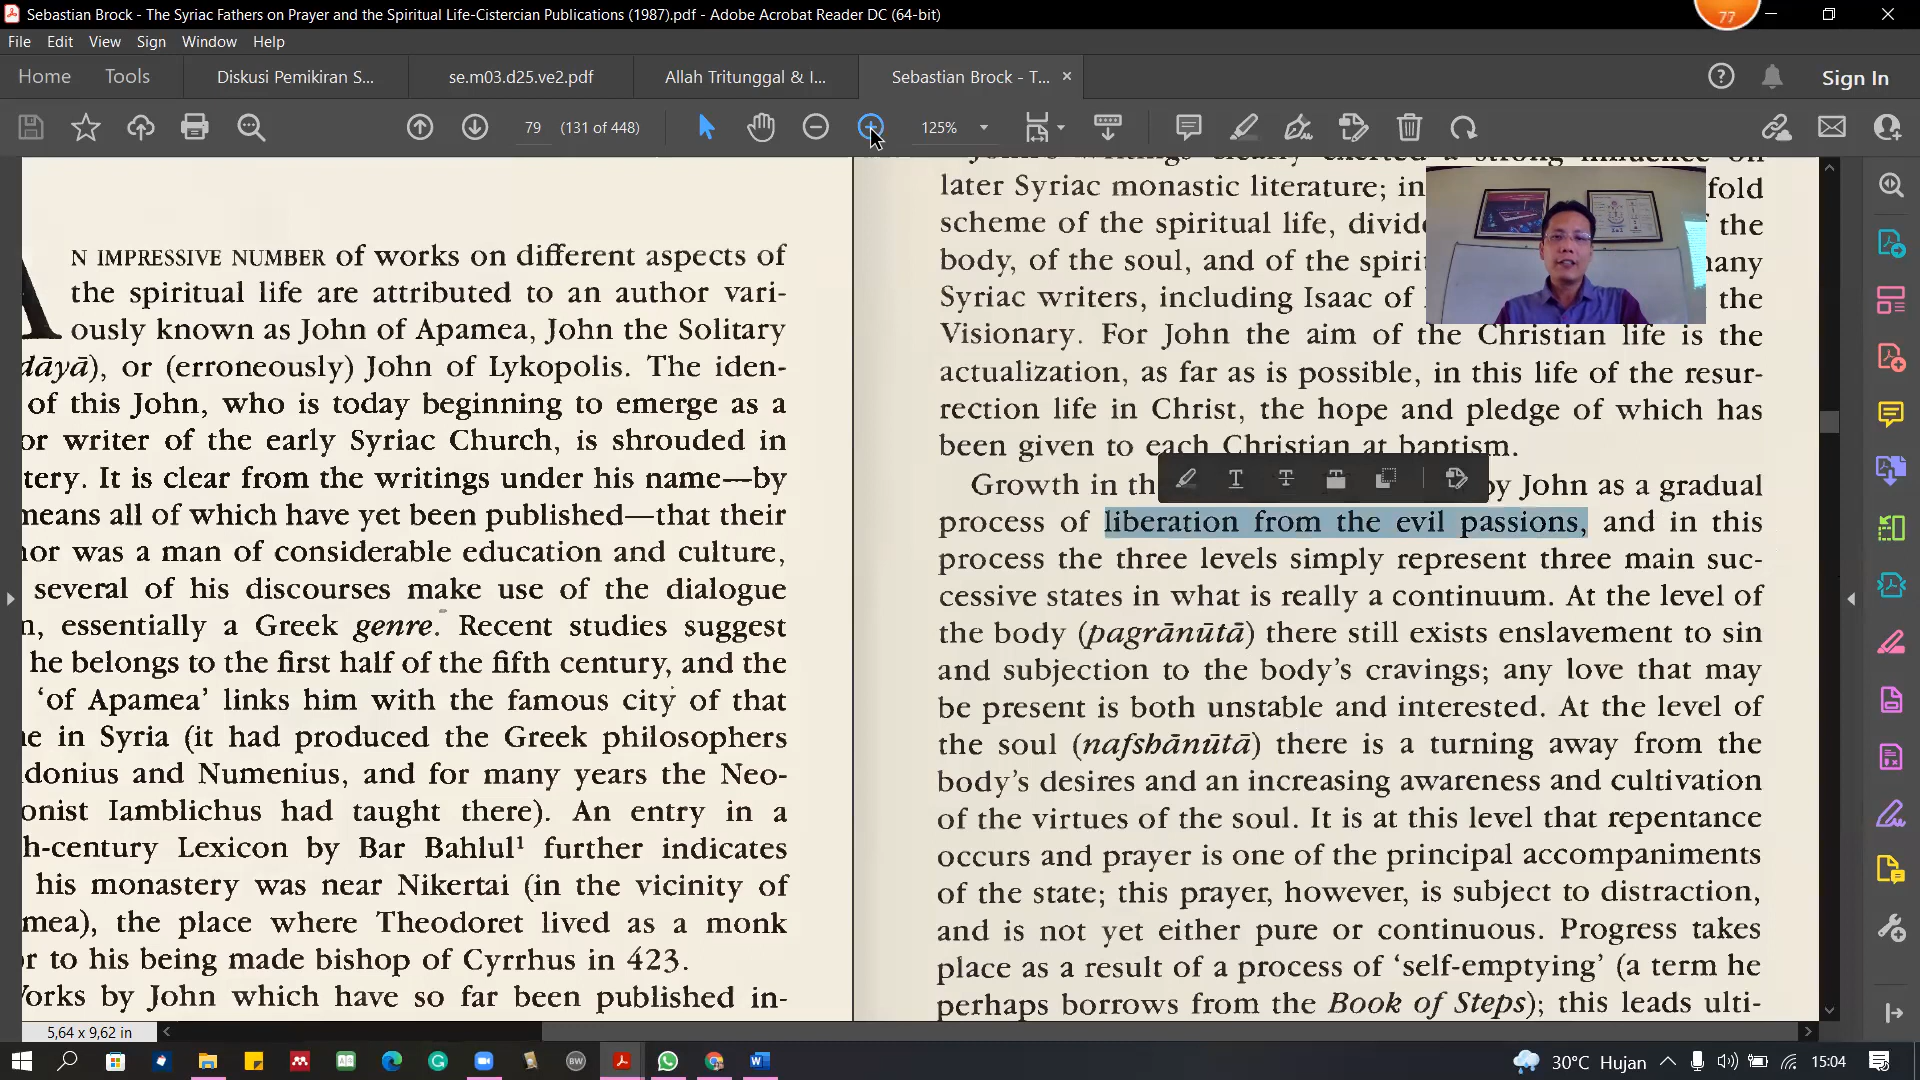 Sebastian Brock - The Syriac Fathers on Prayer and the Spiritual Life-Cistercian Publications (1987).pdf - Adobe Acrobat Reader DC (64-bit)
77
File Edit View Sign Window Help
Home Tools Diskusi Pemikiran S... se.m03.d25.ve2.pdf Allah Tritunggal & I... Sebastian Brock - T... Sign In
79 (131 of 448) 125%
N IMPRESSIVE NUMBER of works on different aspects of
the spiritual life are attributed to an author vari-
ously known as John of Apamea, John the Solitary
dāyā), or (erroneously) John of Lykopolis. The iden-
of this John, who is today beginning to emerge as a
or writer of the early Syriac Church, is shrouded in
tery. It is clear from the writings under his name—by
means all of which have yet been published—that their
hor was a man of considerable education and culture,
several of his discourses make use of the dialogue
n, essentially a Greek genre. Recent studies suggest
he belongs to the first half of the fifth century, and the
'of Apamea' links him with the famous city of that
ne in Syria (it had produced the Greek philosophers
idonius and Numenius, and for many years the Neo-
onist Iamblichus had taught there). An entry in a
h-century Lexicon by Bar Bahlul¹ further indicates
his monastery was near Nikertai (in the vicinity of
mea), the place where Theodoret lived as a monk
r to his being made bishop of Cyrrhus in 423.
Works by John which have so far been published in-
John's writings clearly exerted a strong influence on
later Syriac monastic literature; in fold
scheme of the spiritual life, divide the
body, of the soul, and of the spirit many
Syriac writers, including Isaac of the
Visionary. For John the aim of the Christian life is the
actualization, as far as is possible, in this life of the resur-
rection life in Christ, the hope and pledge of which has
been given to each Christian at baptism.
Growth in th by John as a gradual
process of liberation from the evil passions, and in this
process the three levels simply represent three main suc-
cessive states in what is really a continuum. At the level of
the body (pagrānūtā) there still exists enslavement to sin
and subjection to the body's cravings; any love that may
be present is both unstable and interested. At the level of
the soul (nafshānūtā) there is a turning away from the
body's desires and an increasing awareness and cultivation
of the virtues of the soul. It is at this level that repentance
occurs and prayer is one of the principal accompaniments
of the state; this prayer, however, is subject to distraction,
and is not yet either pure or continuous. Progress takes
place as a result of a process of 'self-emptying' (a term he
perhaps borrows from the Book of Steps); this leads ulti-
5,64 x 9,62 in
30°C Hujan 15:04